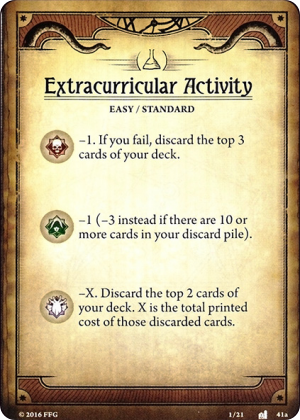 Extracurricular Activity
EASY / STANDARD
–1. If you fail, discard the top 3
cards of your deck.
–1 (–3 instead if there are 10 or
more cards in your discard pile).
–X. Discard the top 2 cards of
your deck. X is the total printed
cost of those discarded cards.
© 2016 FFG
1/21
41a